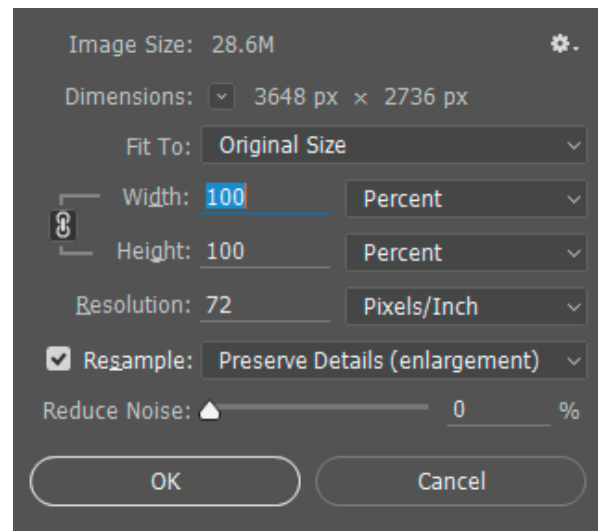 Image Size: 28.6M
Dimensions: 3648 px × 2736 px
Fit To: Original Size
Width: 100 Percent
Height: 100 Percent
Resolution: 72 Pixels/Inch
Resample: Preserve Details (enlargement)
Reduce Noise: 0 %
OK Cancel